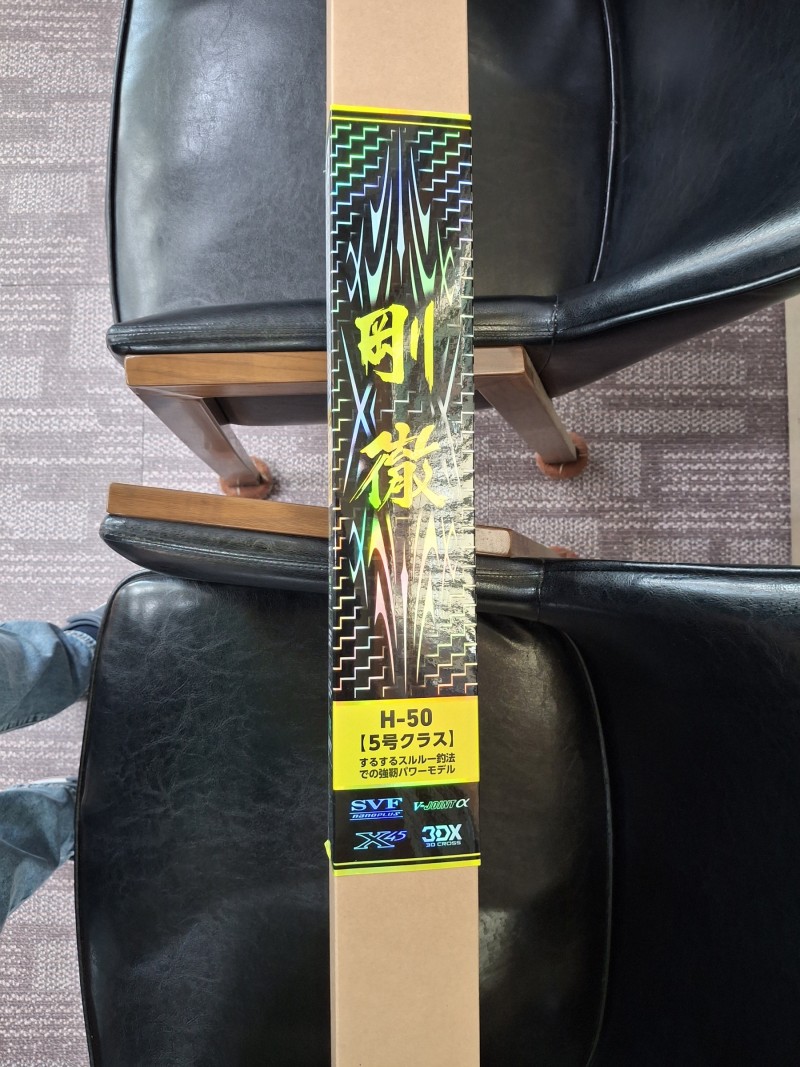 剛
徹
H-50
【5号クラス】
するするスルルー釣法
での強靭パワーモデル
SVF
nanoPLUS
V-JOINTα
X45
3DX
3D CROSS